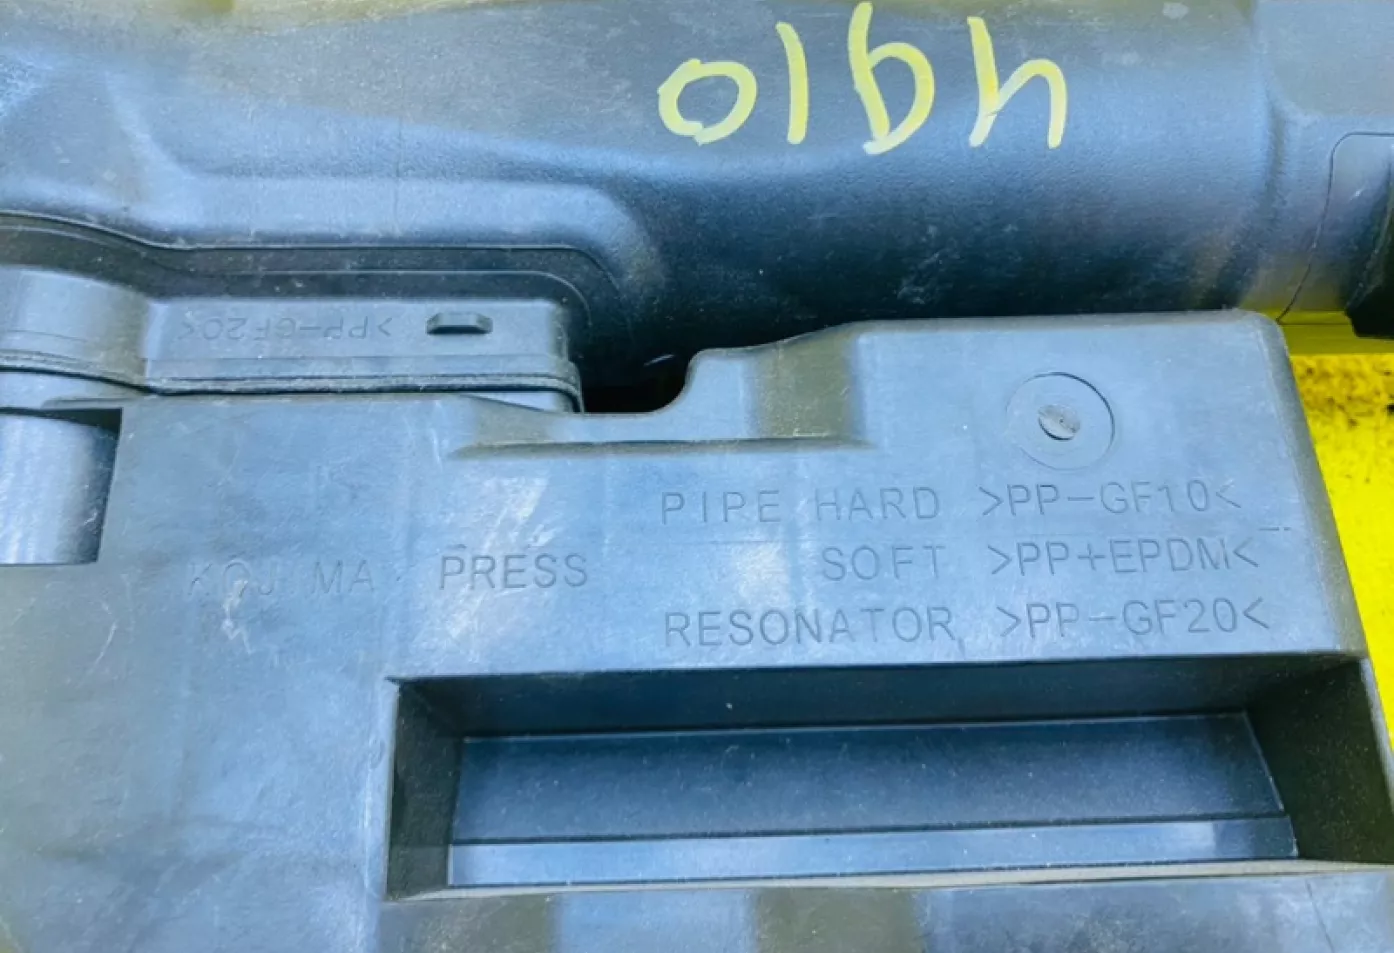 4910
>PP-GF20<
PIPE HARD >PP-GF10<
SOFT >PP+EPDM<
KOJIMA PRESS
RESONATOR >PP-GF20<